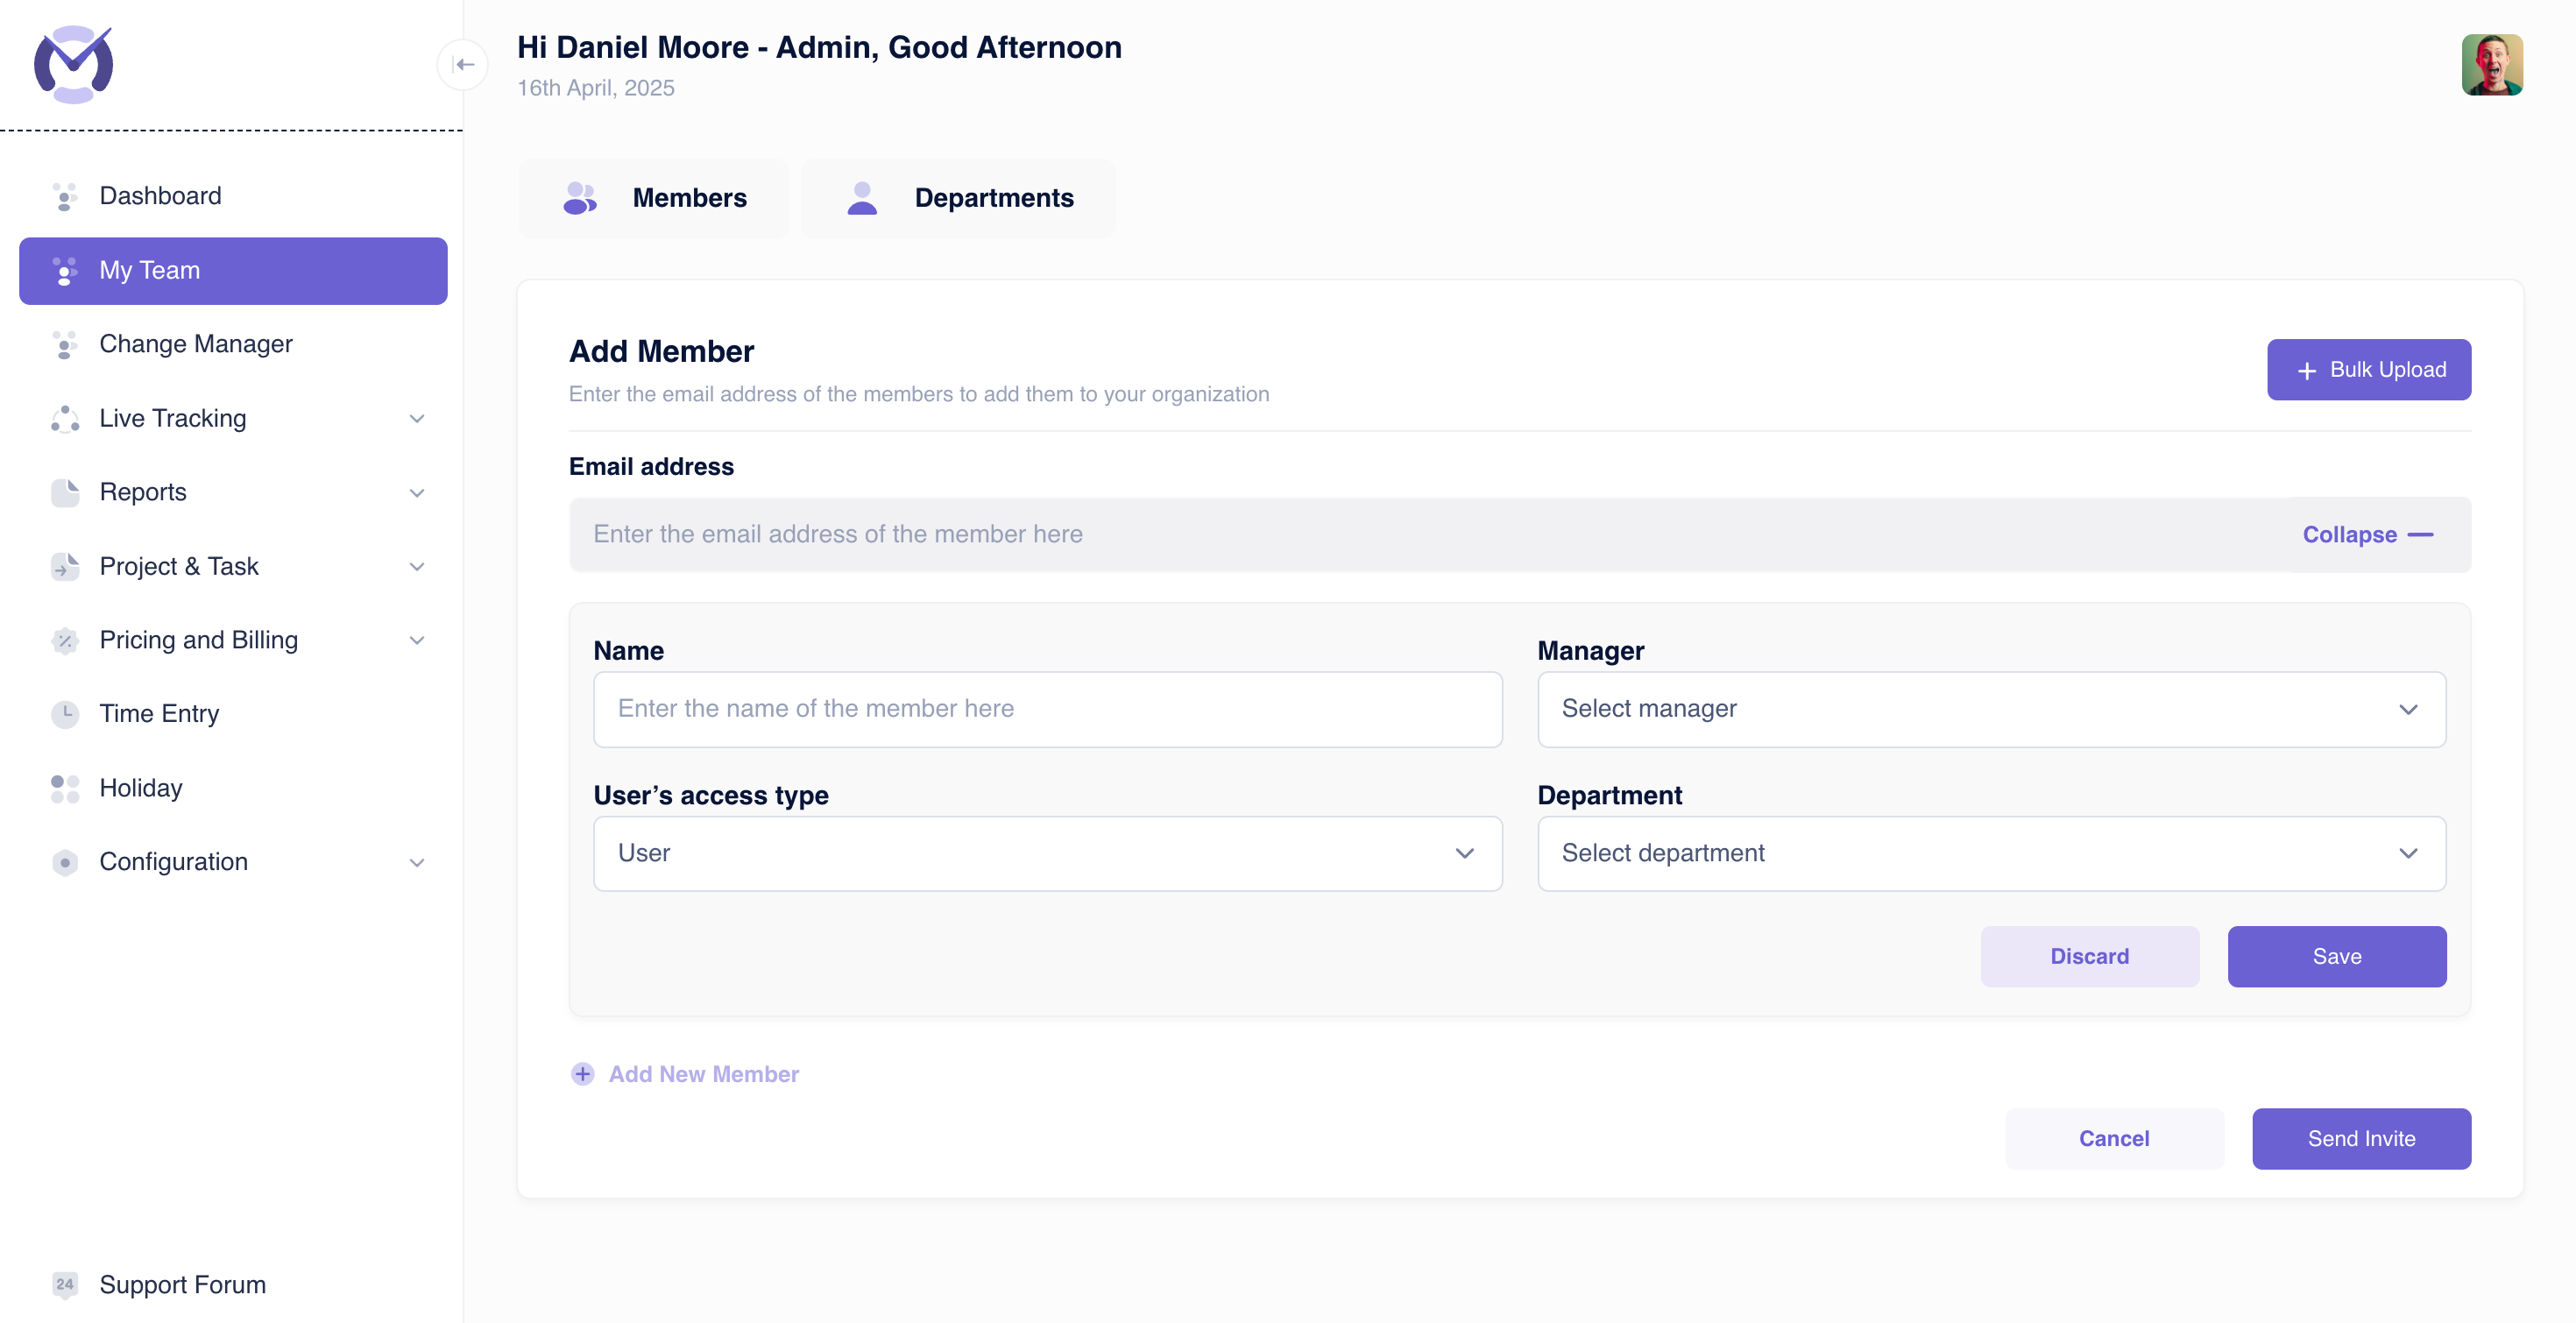 Hi Daniel Moore - Admin, Good Afternoon
16th April, 2025
Dashboard
My Team
Change Manager
Live Tracking
Reports
Project & Task
Pricing and Billing
Time Entry
Holiday
Configuration
24 Support Forum
Members
Departments
Add Member
Enter the email address of the members to add them to your organization
Bulk Upload
Email address
Enter the email address of the member here
Collapse
Name
Enter the name of the member here
Manager
Select manager
User’s access type
User
Department
Select department
Discard
Save
Add New Member
Cancel
Send Invite